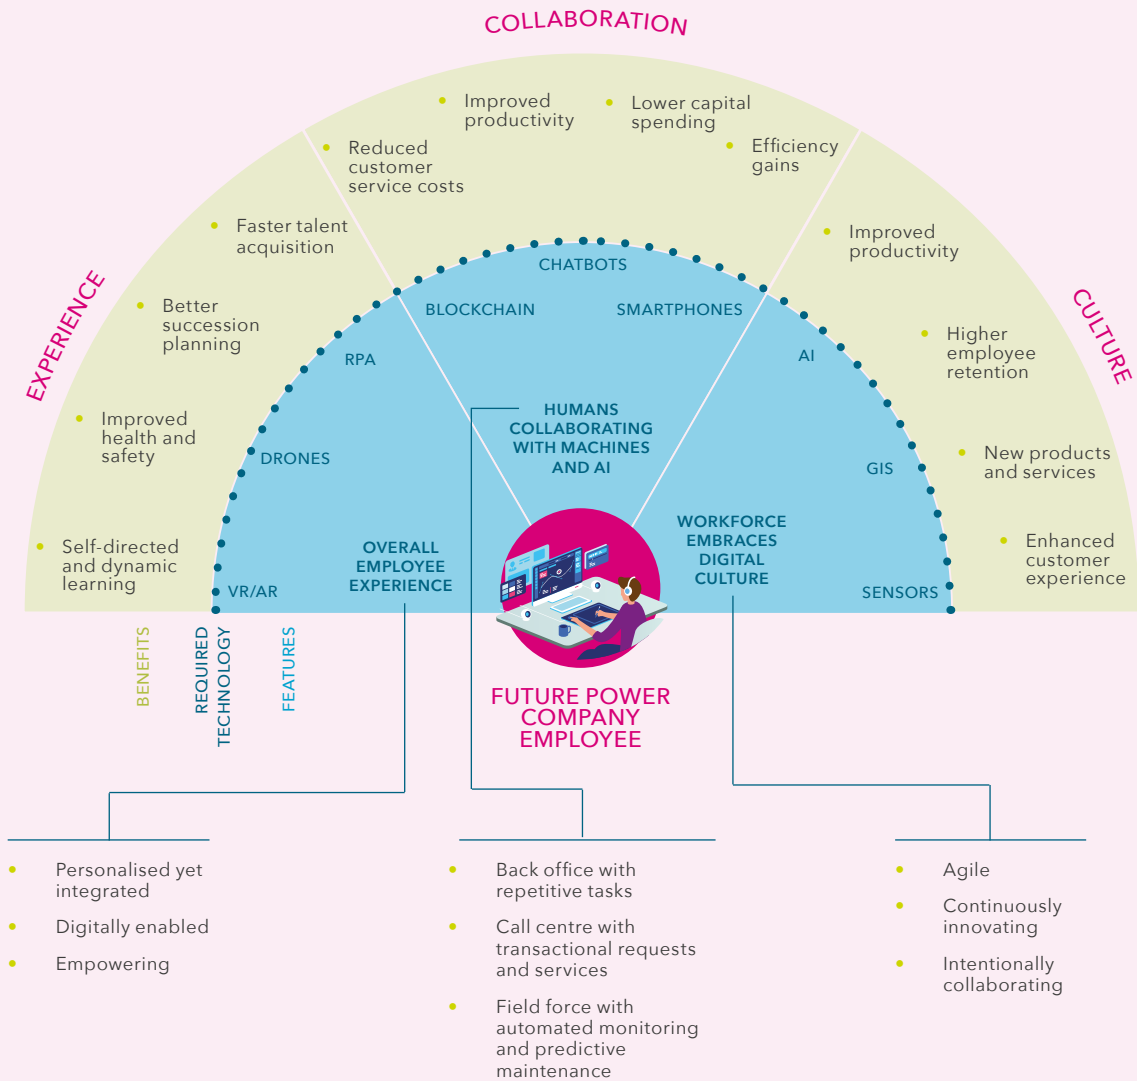 COLLABORATION
EXPERIENCE
CULTURE
Improved
productivity
Lower capital
spending
Reduced
customer
service costs
Efficiency
gains
Faster talent
acquisition
Better
succession
planning
Improved
health and
safety
Self-directed
and dynamic
learning
Improved
productivity
Higher
employee
retention
New products
and services
Enhanced
customer
experience
CHATBOTS
BLOCKCHAIN
SMARTPHONES
RPA
AI
DRONES
GIS
VR/AR
SENSORS
HUMANS
COLLABORATING
WITH MACHINES
AND AI
OVERALL
EMPLOYEE
EXPERIENCE
WORKFORCE
EMBRACES
DIGITAL
CULTURE
BENEFITS
REQUIRED
TECHNOLOGY
FEATURES
FUTURE POWER
COMPANY
EMPLOYEE
Personalised yet
integrated
Digitally enabled
Empowering
Back office with
repetitive tasks
Call centre with
transactional requests
and services
Field force with
automated monitoring
and predictive
maintenance
Agile
Continuously
innovating
Intentionally
collaborating